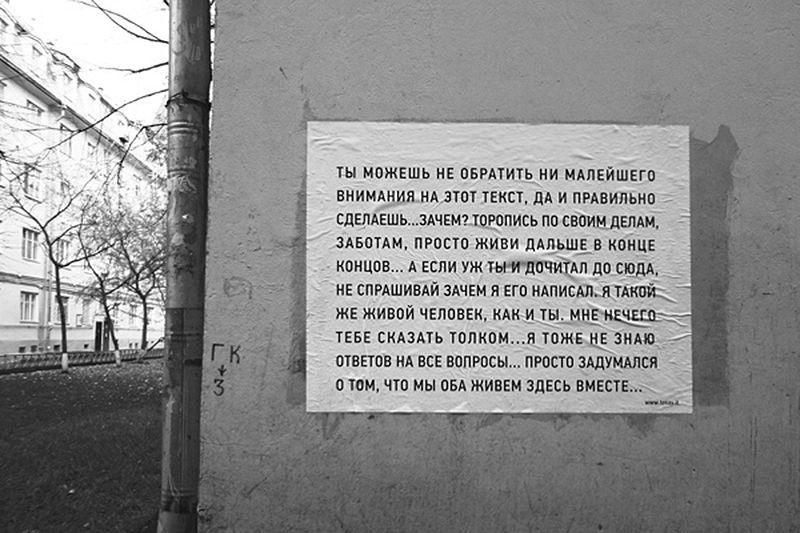 ТЫ МОЖЕШЬ НЕ ОБРАТИТЬ НИ МАЛЕЙШЕГО
ВНИМАНИЯ НА ЭТОТ ТЕКСТ, ДА И ПРАВИЛЬНО
СДЕЛАЕШЬ...ЗАЧЕМ? ТОРОПИСЬ ПО СВОИМ ДЕЛАМ,
ЗАБОТАМ, ПРОСТО ЖИВИ ДАЛЬШЕ В КОНЦЕ
КОНЦОВ... А ЕСЛИ УЖ ТЫ И ДОЧИТАЛ ДО СЮДА,
НЕ СПРАШИВАЙ ЗАЧЕМ Я ЕГО НАПИСАЛ. Я ТАКОЙ
ЖЕ ЖИВОЙ ЧЕЛОВЕК, КАК И ТЫ. МНЕ НЕЧЕГО
ТЕБЕ СКАЗАТЬ ТОЛКОМ...Я ТОЖЕ НЕ ЗНАЮ
ОТВЕТОВ НА ВСЕ ВОПРОСЫ... ПРОСТО ЗАДУМАЛСЯ
О ТОМ, ЧТО МЫ ОБА ЖИВЕМ ЗДЕСЬ ВМЕСТЕ...
ГК
3